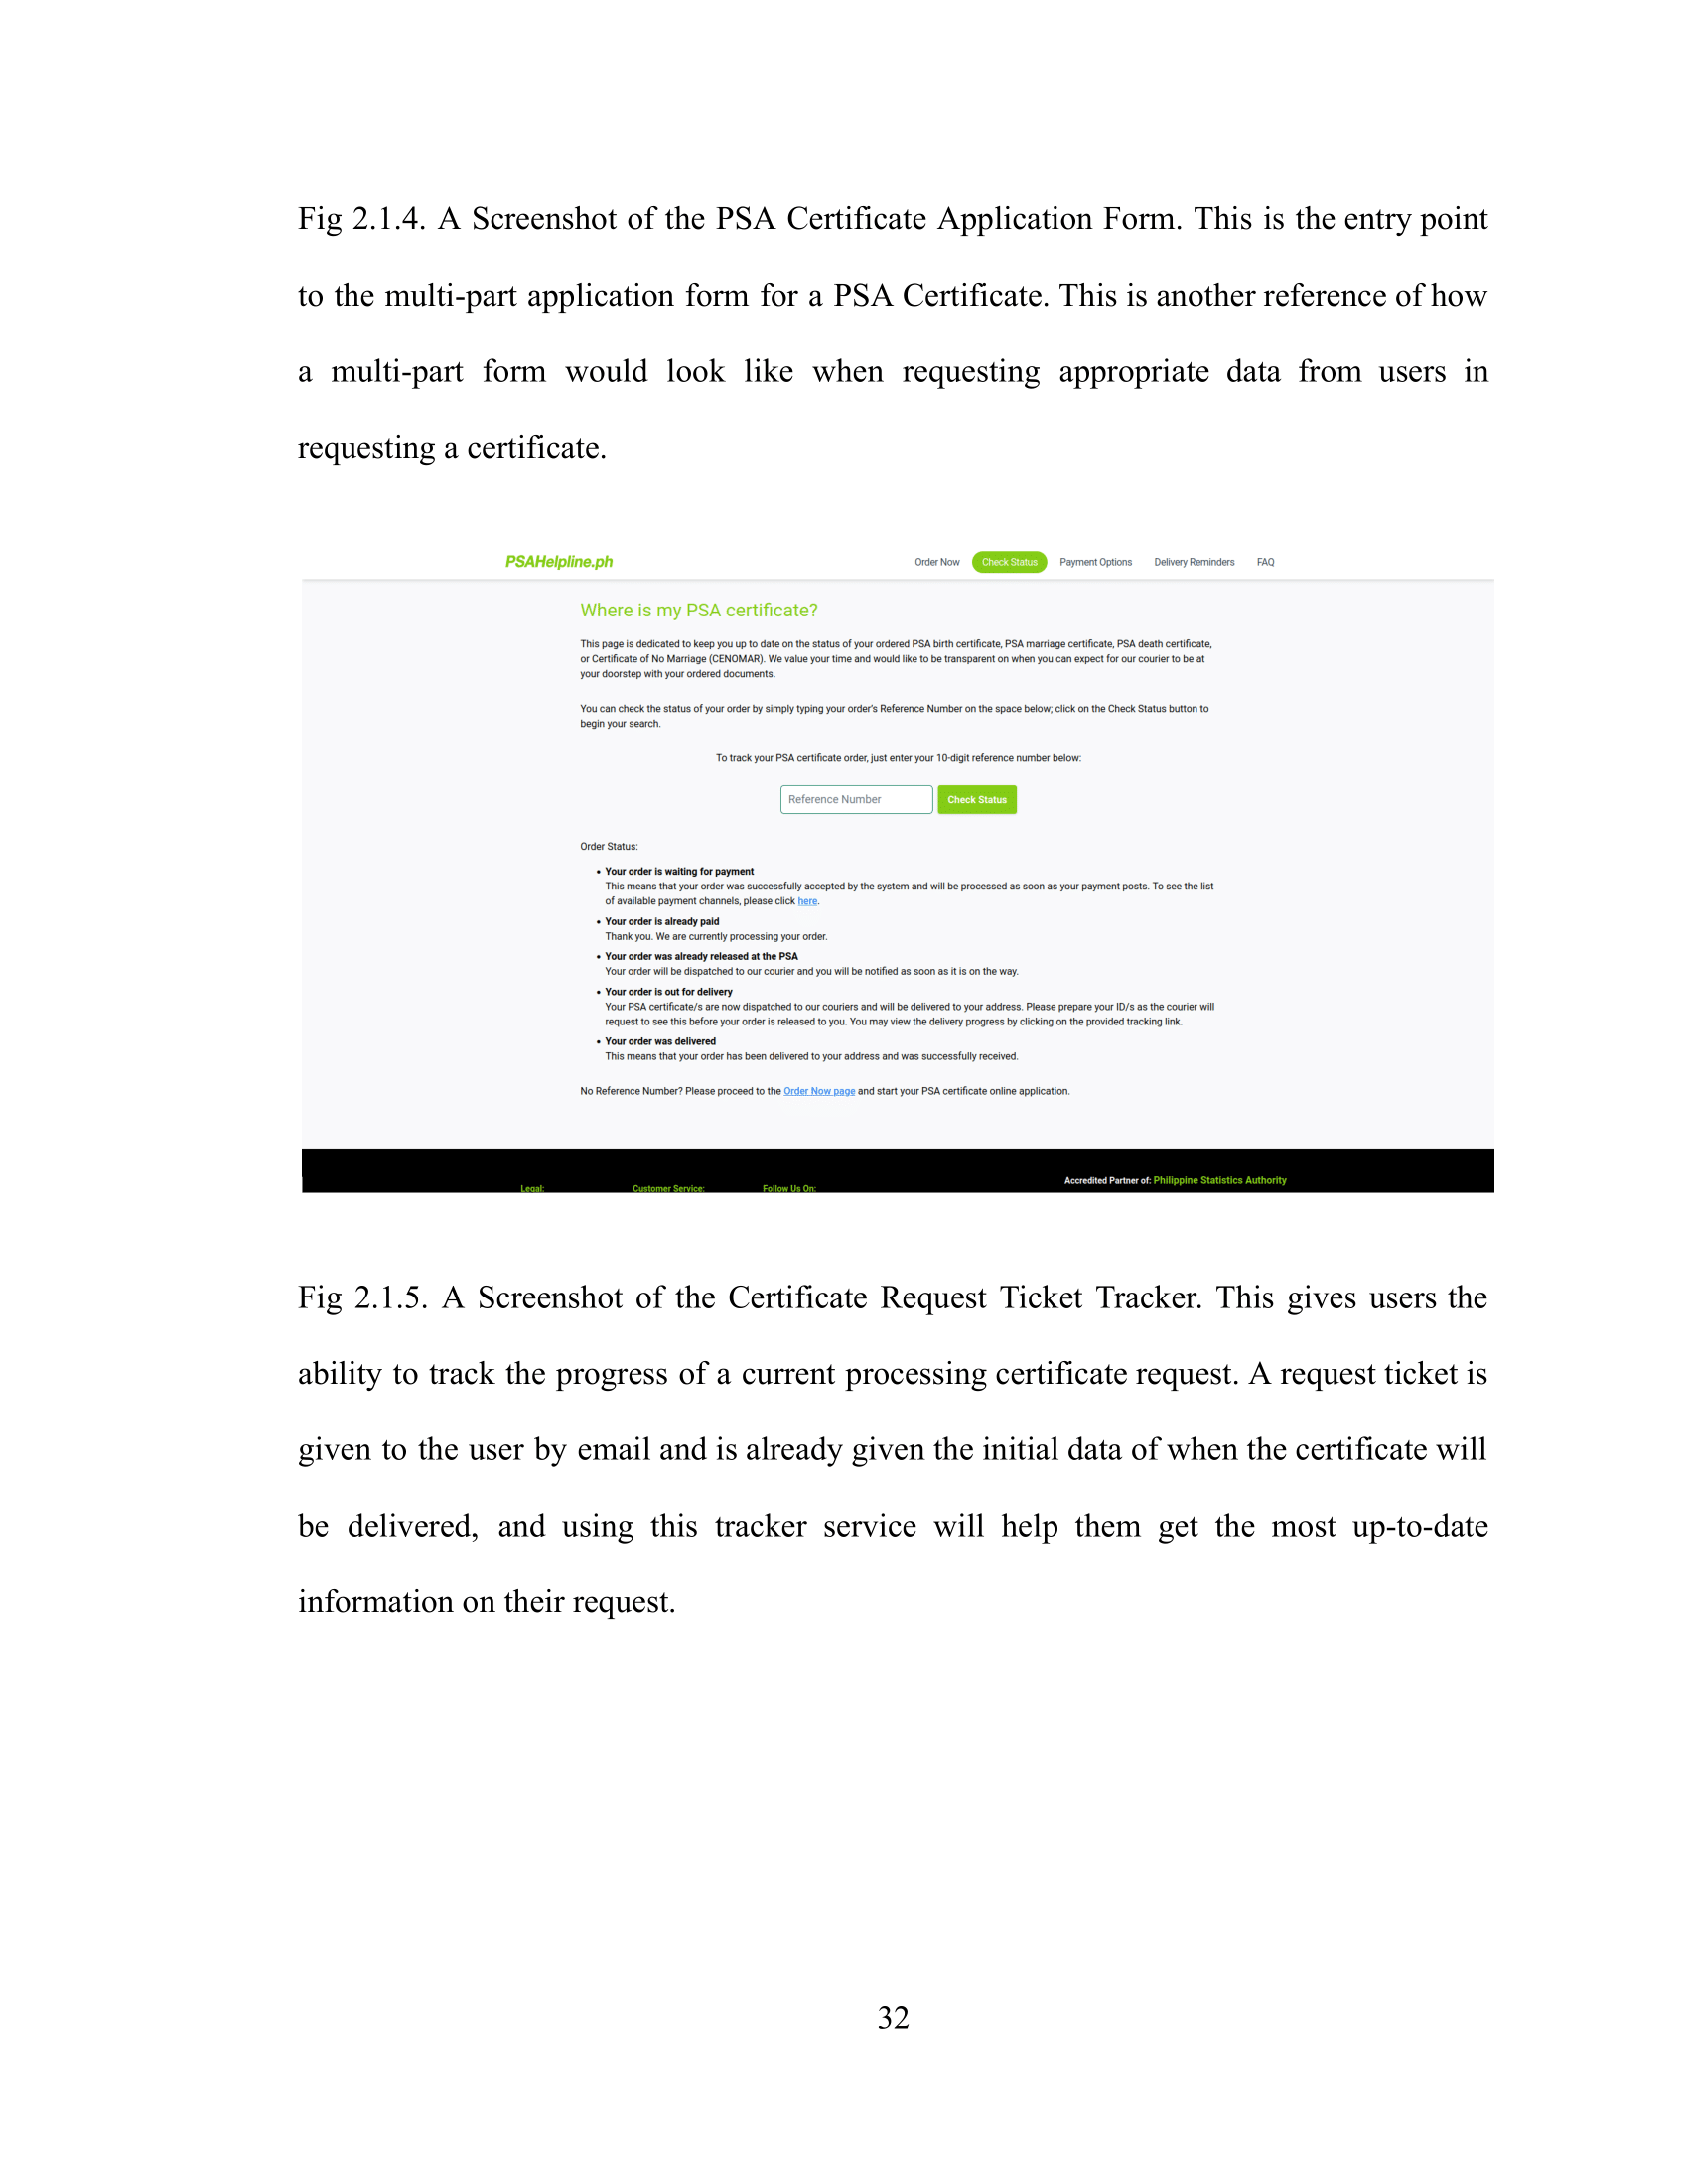 Fig 2.1.4. A Screenshot of the PSA Certificate Application Form. This is the entry point
to the multi-part application form for a PSA Certificate. This is another reference of how
a multi-part form would look like when requesting appropriate data from users in
requesting a certificate.
PSAHelpline.ph
Order Now Check Status Payment Options Delivery Reminders FAQ
Where is my PSA certificate?
This page is dedicated to keep you up to date on the status of your ordered PSA birth certificate, PSA marriage certificate, PSA death certificate,
or Certificate of No Marriage (CENOMAR). We value your time and would like to be transparent on when you can expect for our courier to be at
your doorstep with your ordered documents.
You can check the status of your order by simply typing your order's Reference Number on the space below; click on the Check Status button to
begin your search.
To track your PSA certificate order, just enter your 10-digit reference number below:
Reference Number Check Status
Order Status:
• Your order is waiting for payment
This means that your order was successfully accepted by the system and will be processed as soon as your payment posts. To see the list
of available payment channels, please click here.
• Your order is already paid
Thank you. We are currently processing your order.
• Your order was already released at the PSA
Your order will be dispatched to our courier and you will be notified as soon as it is on the way.
• Your order is out for delivery
Your PSA certificate/s are now dispatched to our couriers and will be delivered to your address. Please prepare your ID/s as the courier will
request to see this before your order is released to you. You may view the delivery progress by clicking on the provided tracking link.
• Your order was delivered
This means that your order has been delivered to your address and was successfully received.
No Reference Number? Please proceed to the Order Now page and start your PSA certificate online application.
Accredited Partner of: Philippine Statistics Authority
Legal: Customer Service: Follow Us On:
Fig 2.1.5. A Screenshot of the Certificate Request Ticket Tracker. This gives users the
ability to track the progress of a current processing certificate request. A request ticket is
given to the user by email and is already given the initial data of when the certificate will
be delivered, and using this tracker service will help them get the most up-to-date
information on their request.
32